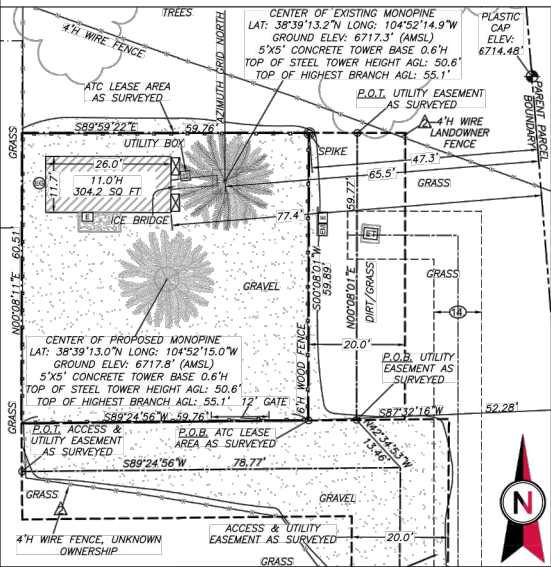 TREES
4'H WIRE FENCE
AZIMUTH GRID NORTH
CENTER OF EXISTING MONOPINE
LAT: 38°39'13.2"N LONG: 104°52'14.9"W
GROUND ELEV: 6717.3' (AMSL)
5'X5' CONCRETE TOWER BASE 0.6'H
TOP OF STEEL TOWER HEIGHT AGL: 50.6'
TOP OF HIGHEST BRANCH AGL: 55.1'
PLASTIC
CAP
ELEV:
6714.48'
PARENT PARCEL
BOUNDARY
ATC LEASE AREA
AS SURVEYED
P.O.T. UTILITY EASEMENT
AS SURVEYED
GRASS
S89°59'22"E 59.76'
UTILITY BOX
SPIKE
2
4'H WIRE
LANDOWNER
FENCE
47.3'
65.5'
GRASS
77.4'
26.0'
11.7'
11.0'H
304.2 SQ FT
E
ICE BRIDGE
N00°08'11"E 60.51'
S00°08'01"W
59.89'
59.77'
N00°08'01"E
DIRT/GRASS
ET
GRASS
14
GRAVEL
20.0'
6'H WOOD FENCE
CENTER OF PROPOSED MONOPINE
LAT: 38°39'13.0"N LONG: 104°52'15.0"W
GROUND ELEV: 6717.8' (AMSL)
5'X5' CONCRETE TOWER BASE 0.6'H
TOP OF STEEL TOWER HEIGHT AGL: 50.6'
TOP OF HIGHEST BRANCH AGL: 55.1'
12' GATE
P.O.B. UTILITY
EASEMENT AS
SURVEYED
GRASS
S89°24'56"W 59.76'
S87°32'16"W 52.28'
P.O.T. ACCESS &
UTILITY EASEMENT
AS SURVEYED
P.O.B. ATC LEASE
AREA AS SURVEYED
N42°34'53"W
13.46'
S89°24'56"W 78.77'
GRASS
GRAVEL
2
4'H WIRE FENCE, UNKNOWN
OWNERSHIP
ACCESS & UTILITY
EASEMENT AS SURVEYED
20.0'
GRASS
N